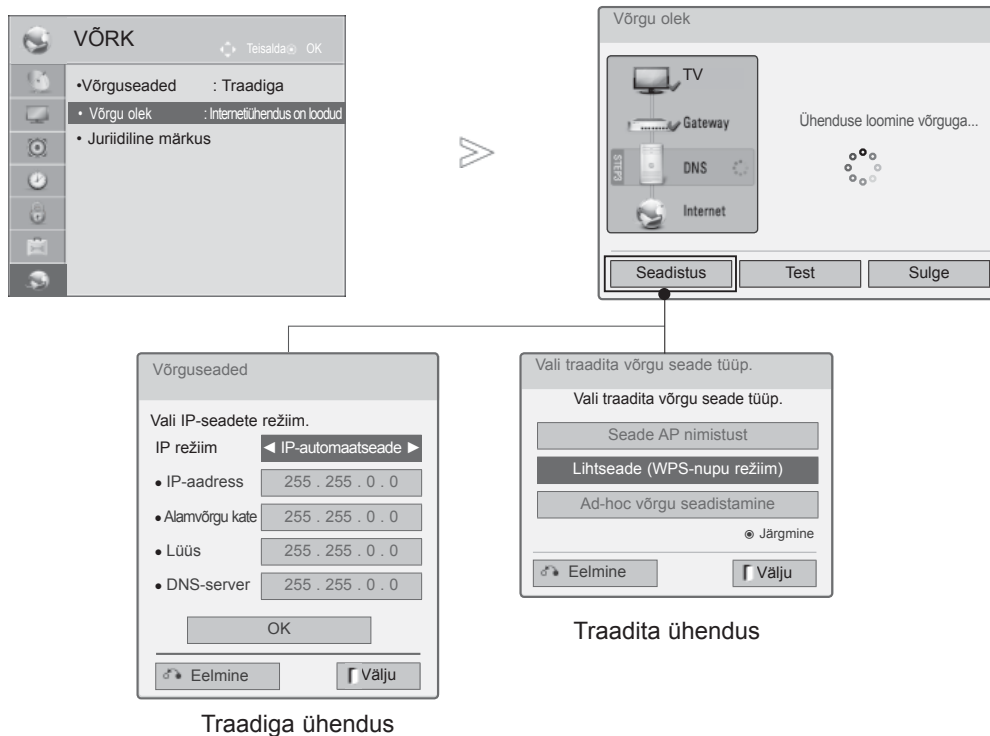 VÕRK
Teisalda OK
•Võrguseaded : Traadiga
• Võrgu olek : Internetiühendus on loodud
• Juriidiline märkus
Võrgu olek
TV
Gateway
STEP3
DNS
Internet
Ühenduse loomine võrguga...
Seadistus Test Sulge
Võrguseaded
Vali IP-seadete režiim.
IP režiim ◄ IP-automaatseade ►
• IP-aadress 255 . 255 . 0 . 0
• Alamvõrgu kate 255 . 255 . 0 . 0
• Lüüs 255 . 255 . 0 . 0
• DNS-server 255 . 255 . 0 . 0
OK
Eelmine Välju
Traadiga ühendus
Vali traadita võrgu seade tüüp.
Vali traadita võrgu seade tüüp.
Seade AP nimistust
Lihtseade (WPS-nupu režiim)
Ad-hoc võrgu seadistamine
◉ Järgmine
Eelmine Välju
Traadita ühendus